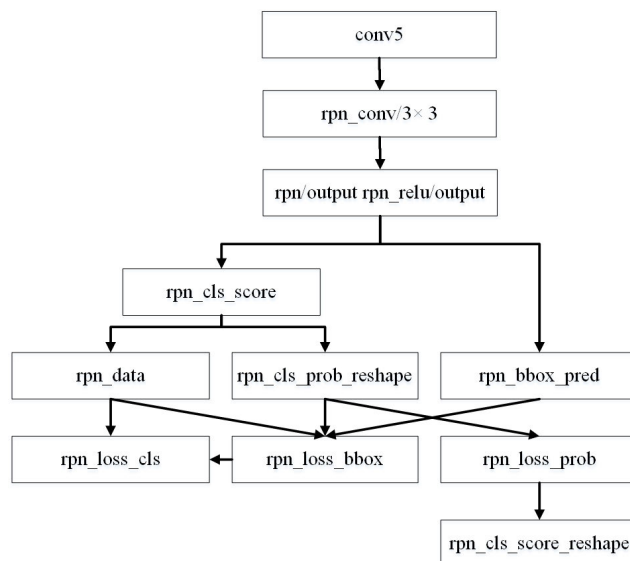 conv5
rpn_conv/3× 3
rpn/output rpn_relu/output
rpn_cls_score
rpn_data
rpn_cls_prob_reshape
rpn_bbox_pred
rpn_loss_cls
rpn_loss_bbox
rpn_loss_prob
rpn_cls_score_reshape